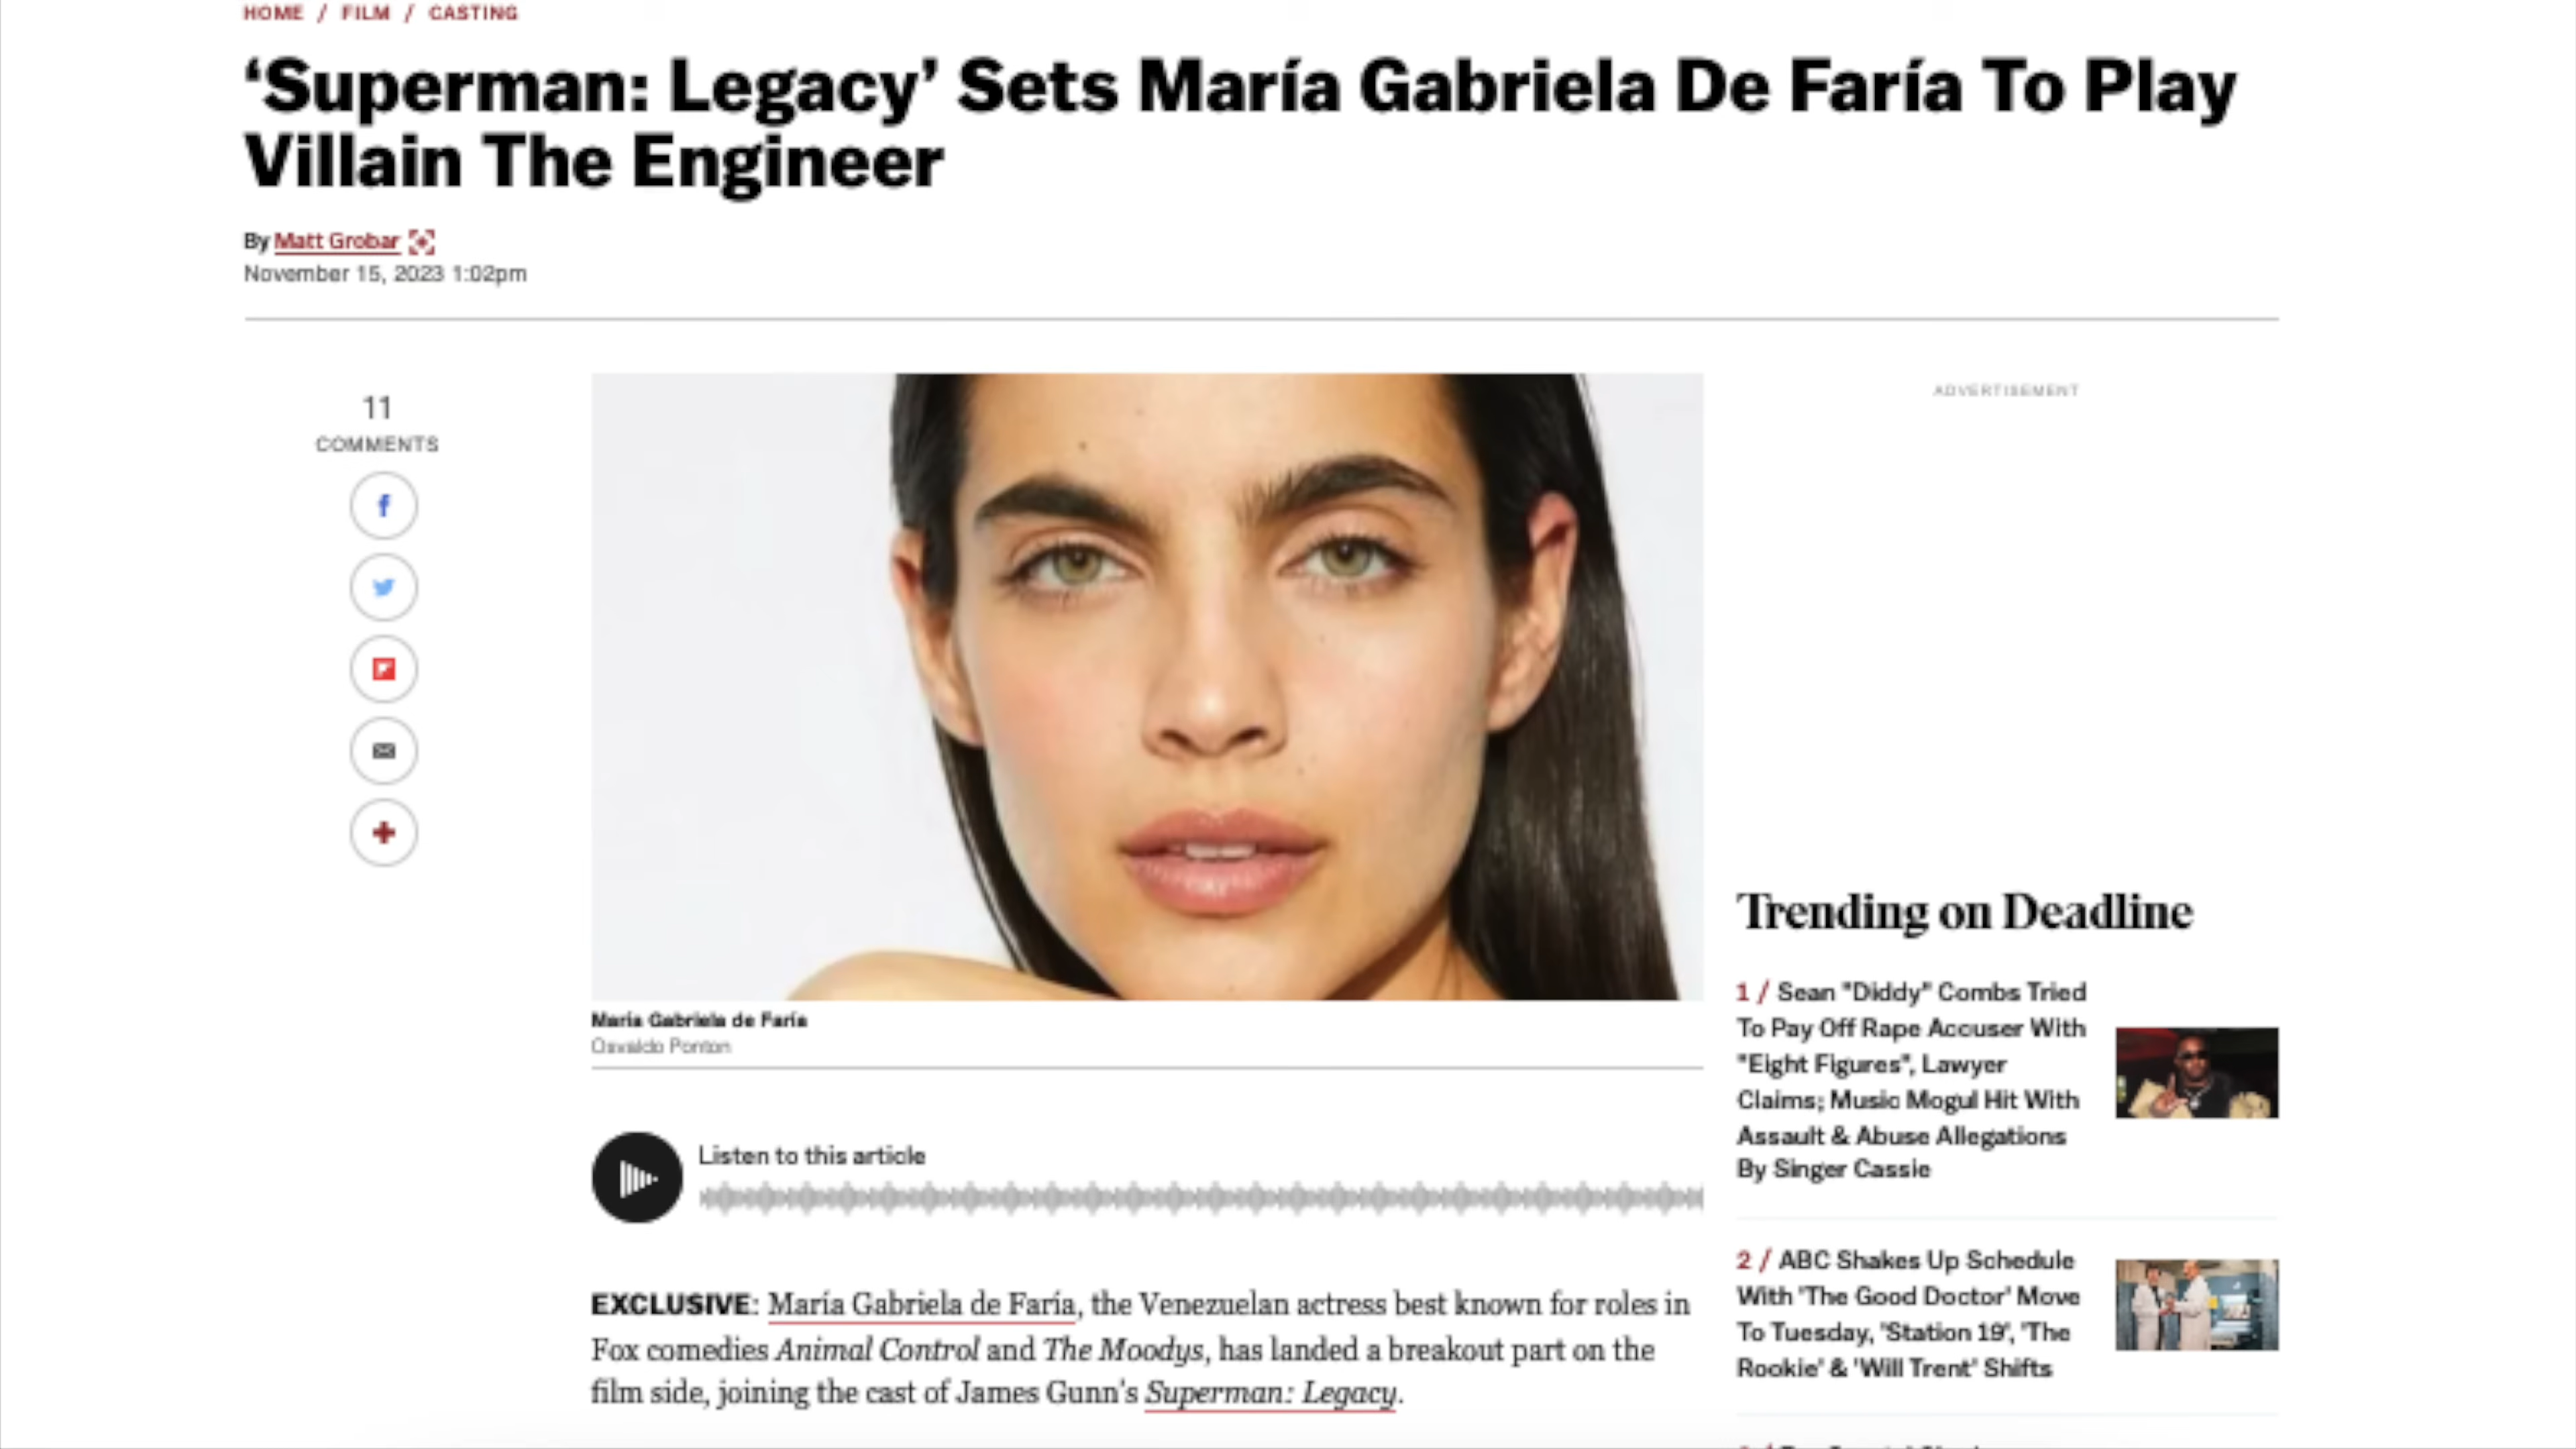 HOME / FILM / CASTING
‘Superman: Legacy’ Sets María Gabriela De Faría To Play
Villain The Engineer
By Matt Grobar
November 15, 2023 1:02pm
11
COMMENTS
ADVERTISEMENT
María Gabriela de Faría
Osvaldo Ponton
Listen to this article
EXCLUSIVE: María Gabriela de Faría, the Venezuelan actress best known for roles in
Fox comedies Animal Control and The Moodys, has landed a breakout part on the
film side, joining the cast of James Gunn’s Superman: Legacy.
Trending on Deadline
1 / Sean "Diddy" Combs Tried
To Pay Off Rape Accuser With
"Eight Figures", Lawyer
Claims; Music Mogul Hit With
Assault & Abuse Allegations
By Singer Cassie
2 / ABC Shakes Up Schedule
With 'The Good Doctor' Move
To Tuesday, 'Station 19', 'The
Rookie' & 'Will Trent' Shifts